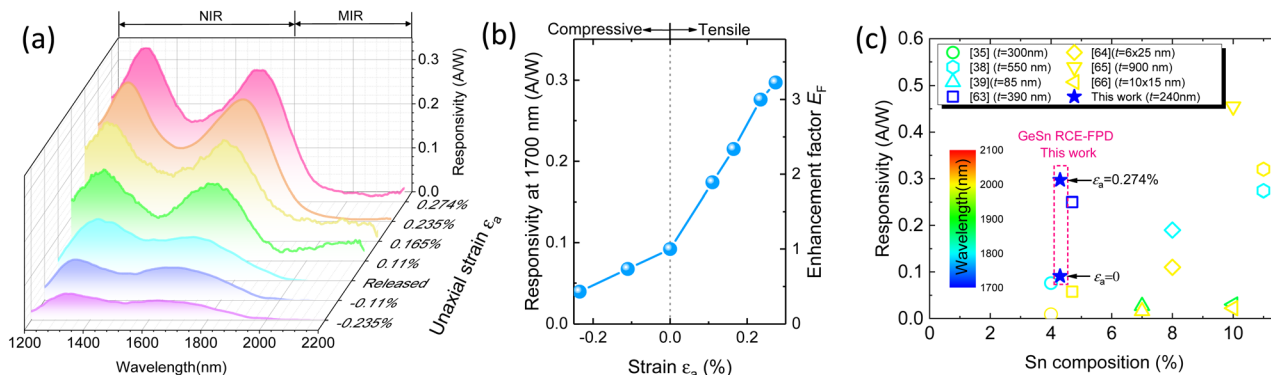 (a)
NIR
MIR
0.3
0.2
0.1
0.0
Responsivity (A/W)
0.274%
0.235%
0.165%
0.11%
Released
-0.11%
-0.235%
Unaxial strain εa
1200
1400
1600
1800
2000
2200
Wavelength(nm)
(b)
Compressive
Tensile
Responsivity at 1700 nm (A/W)
0.3
0.2
0.1
0.0
3
2
1
0
Enhancement factor EF
-0.2
0.0
0.2
Strain εa (%)
(c)
0.6
0.5
0.4
0.3
0.2
0.1
0.0
Responsivity (A/W)
[35] (t=300nm)
[38] (t=550 nm)
[39](t=85 nm)
[63] (t=390 nm)
[64](t=6x25 nm)
[65] (t=900 nm)
[66] (t=10x15 nm)
This work (t=240nm)
GeSn RCE-FPD
This work
Wavelength(nm)
2100
2000
1900
1800
1700
εa=0.274%
εa=0
0
2
4
6
8
10
Sn composition (%)